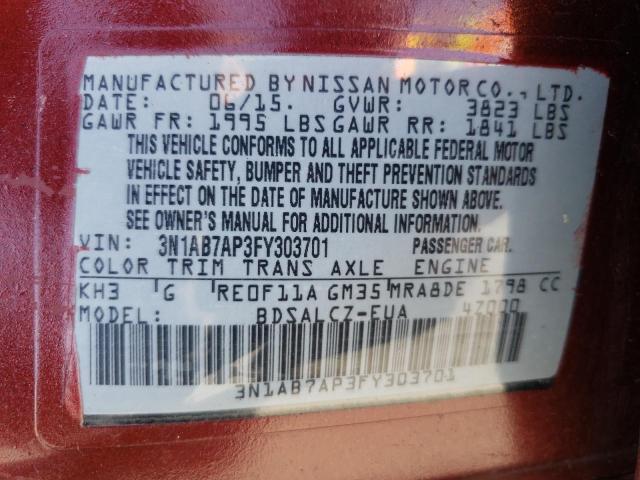 MANUFACTURED BY NISSAN MOTOR CO., LTD.
DATE: 06/15. GVWR: 3823 LBS
GAWR FR: 1995 LBS GAWR RR: 1841 LBS
THIS VEHICLE CONFORMS TO ALL APPLICABLE FEDERAL MOTOR
VEHICLE SAFETY, BUMPER AND THEFT PREVENTION STANDARDS
IN EFFECT ON THE DATE OF MANUFACTURE SHOWN ABOVE.
SEE OWNER'S MANUAL FOR ADDITIONAL INFORMATION.
VIN: 3N1AB7AP3FY303701 PASSENGER CAR.
COLOR TRIM TRANS AXLE ENGINE
KH3 G RE0F11A GM35 MRA8DE 1798 CC
MODEL: BDSALCZ-EUA 4Z000
3N1AB7AP3FY303701